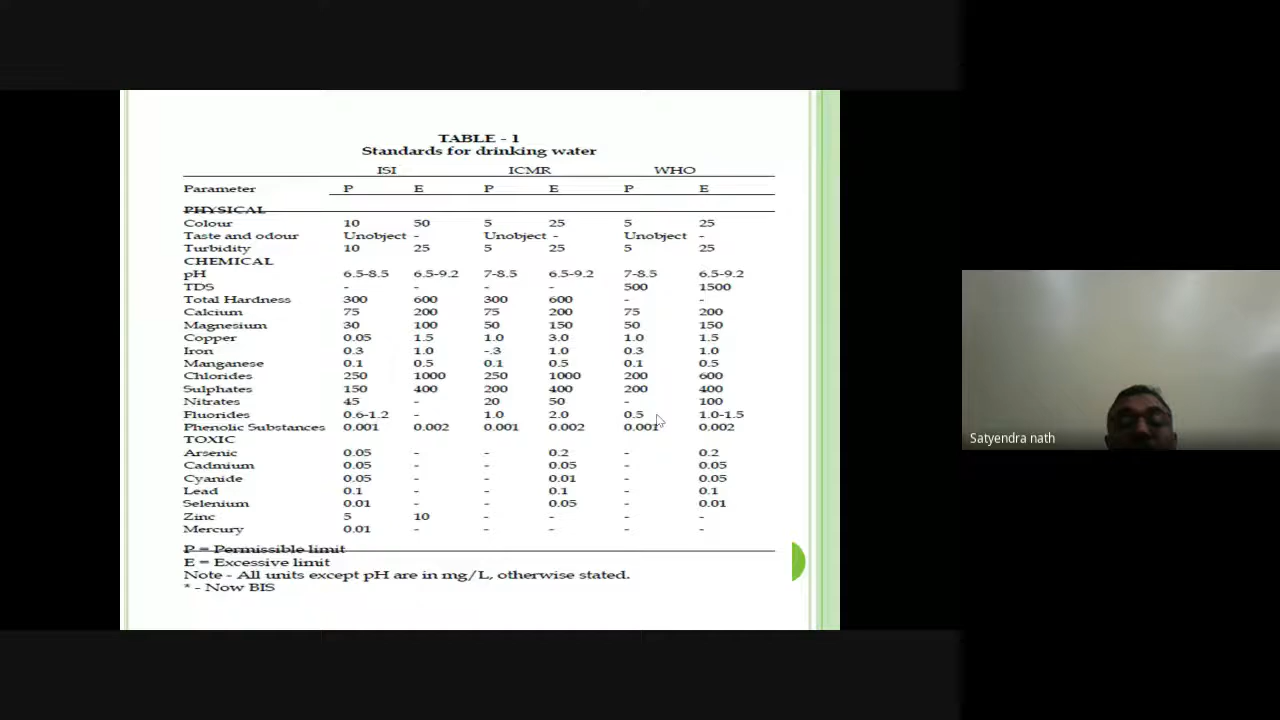 TABLE - 1
Standards for drinking water
ISI ICMR WHO
Parameter P E P E P E
PHYSICAL
Colour 10 50 5 25 5 25
Taste and odour Unobject - Unobject - Unobject -
Turbidity 10 25 5 25 5 25
CHEMICAL
pH 6.5-8.5 6.5-9.2 7-8.5 6.5-9.2 7-8.5 6.5-9.2
TDS - - - - 500 1500
Total Hardness 300 600 300 600 - -
Calcium 75 200 75 200 75 200
Magnesium 30 100 50 150 50 150
Copper 0.05 1.5 1.0 3.0 1.0 1.5
Iron 0.3 1.0 -.3 1.0 0.3 1.0
Manganese 0.1 0.5 0.1 0.5 0.1 0.5
Chlorides 250 1000 250 1000 200 600
Sulphates 150 400 200 400 200 400
Nitrates 45 - 20 50 - 100
Fluorides 0.6-1.2 - 1.0 2.0 0.5 1.0-1.5
Phenolic Substances 0.001 0.002 0.001 0.002 0.001 0.002
TOXIC
Arsenic 0.05 - - 0.2 - 0.2
Cadmium 0.05 - - 0.05 - 0.05
Cyanide 0.05 - - 0.01 - 0.05
Lead 0.1 - - 0.1 - 0.1
Selenium 0.01 - - 0.05 - 0.01
Zinc 5 10 - - - -
Mercury 0.01 - - - - -
P = Permissible limit
E = Excessive limit
Note - All units except pH are in mg/L, otherwise stated.
* - Now BIS
Satyendra nath